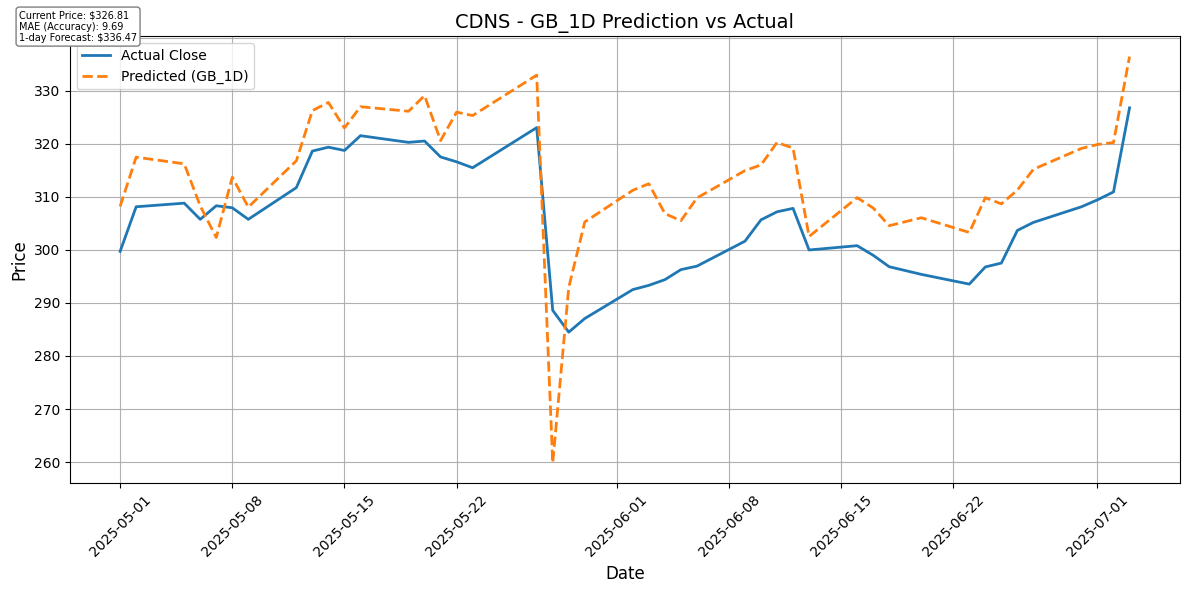 CDNS - GB_1D Prediction vs Actual
Current Price: $326.81
MAE (Accuracy): 9.69
1-day Forecast: $336.47
Actual Close
Predicted (GB_1D)
Price
330
320
310
300
290
280
270
260
2025-05-01
2025-05-08
2025-05-15
2025-05-22
2025-06-01
2025-06-08
2025-06-15
2025-06-22
2025-07-01
Date